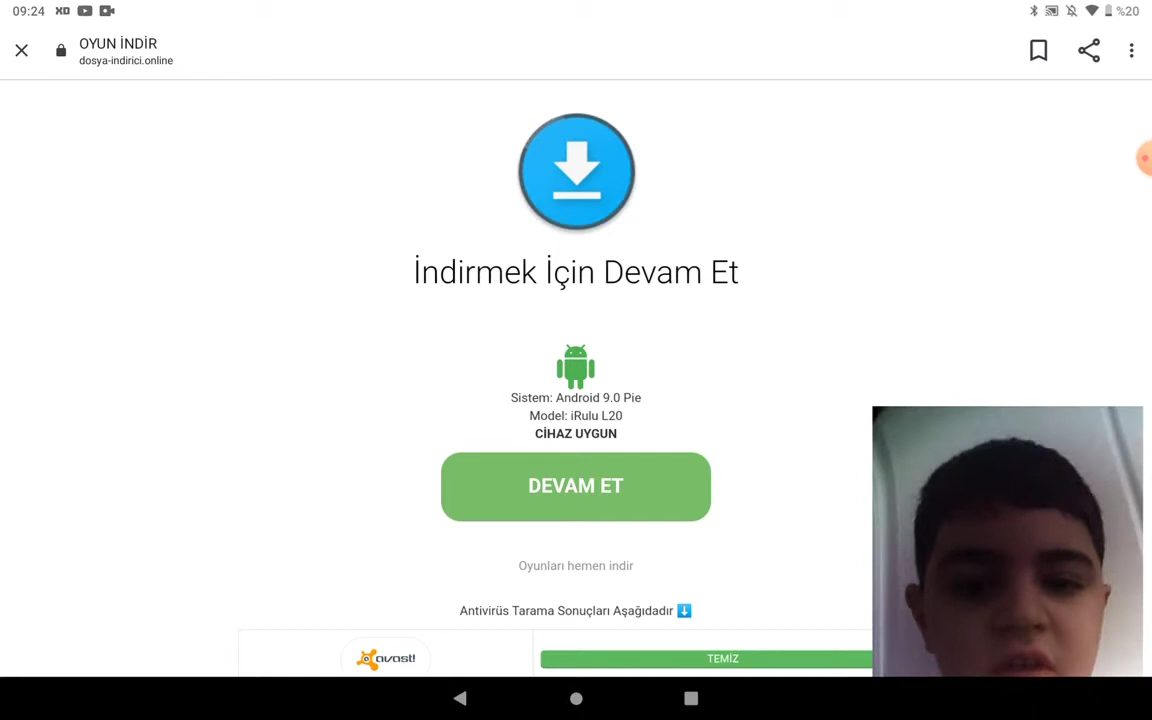 09:24 XD %20
OYUN İNDİR
dosya-indirici.online
İndirmek İçin Devam Et
Sistem: Android 9.0 Pie
Model: iRulu L20
CİHAZ UYGUN
DEVAM ET
Oyunları hemen indir
Antivirüs Tarama Sonuçları Aşağıdadır
avast! TEMİZ